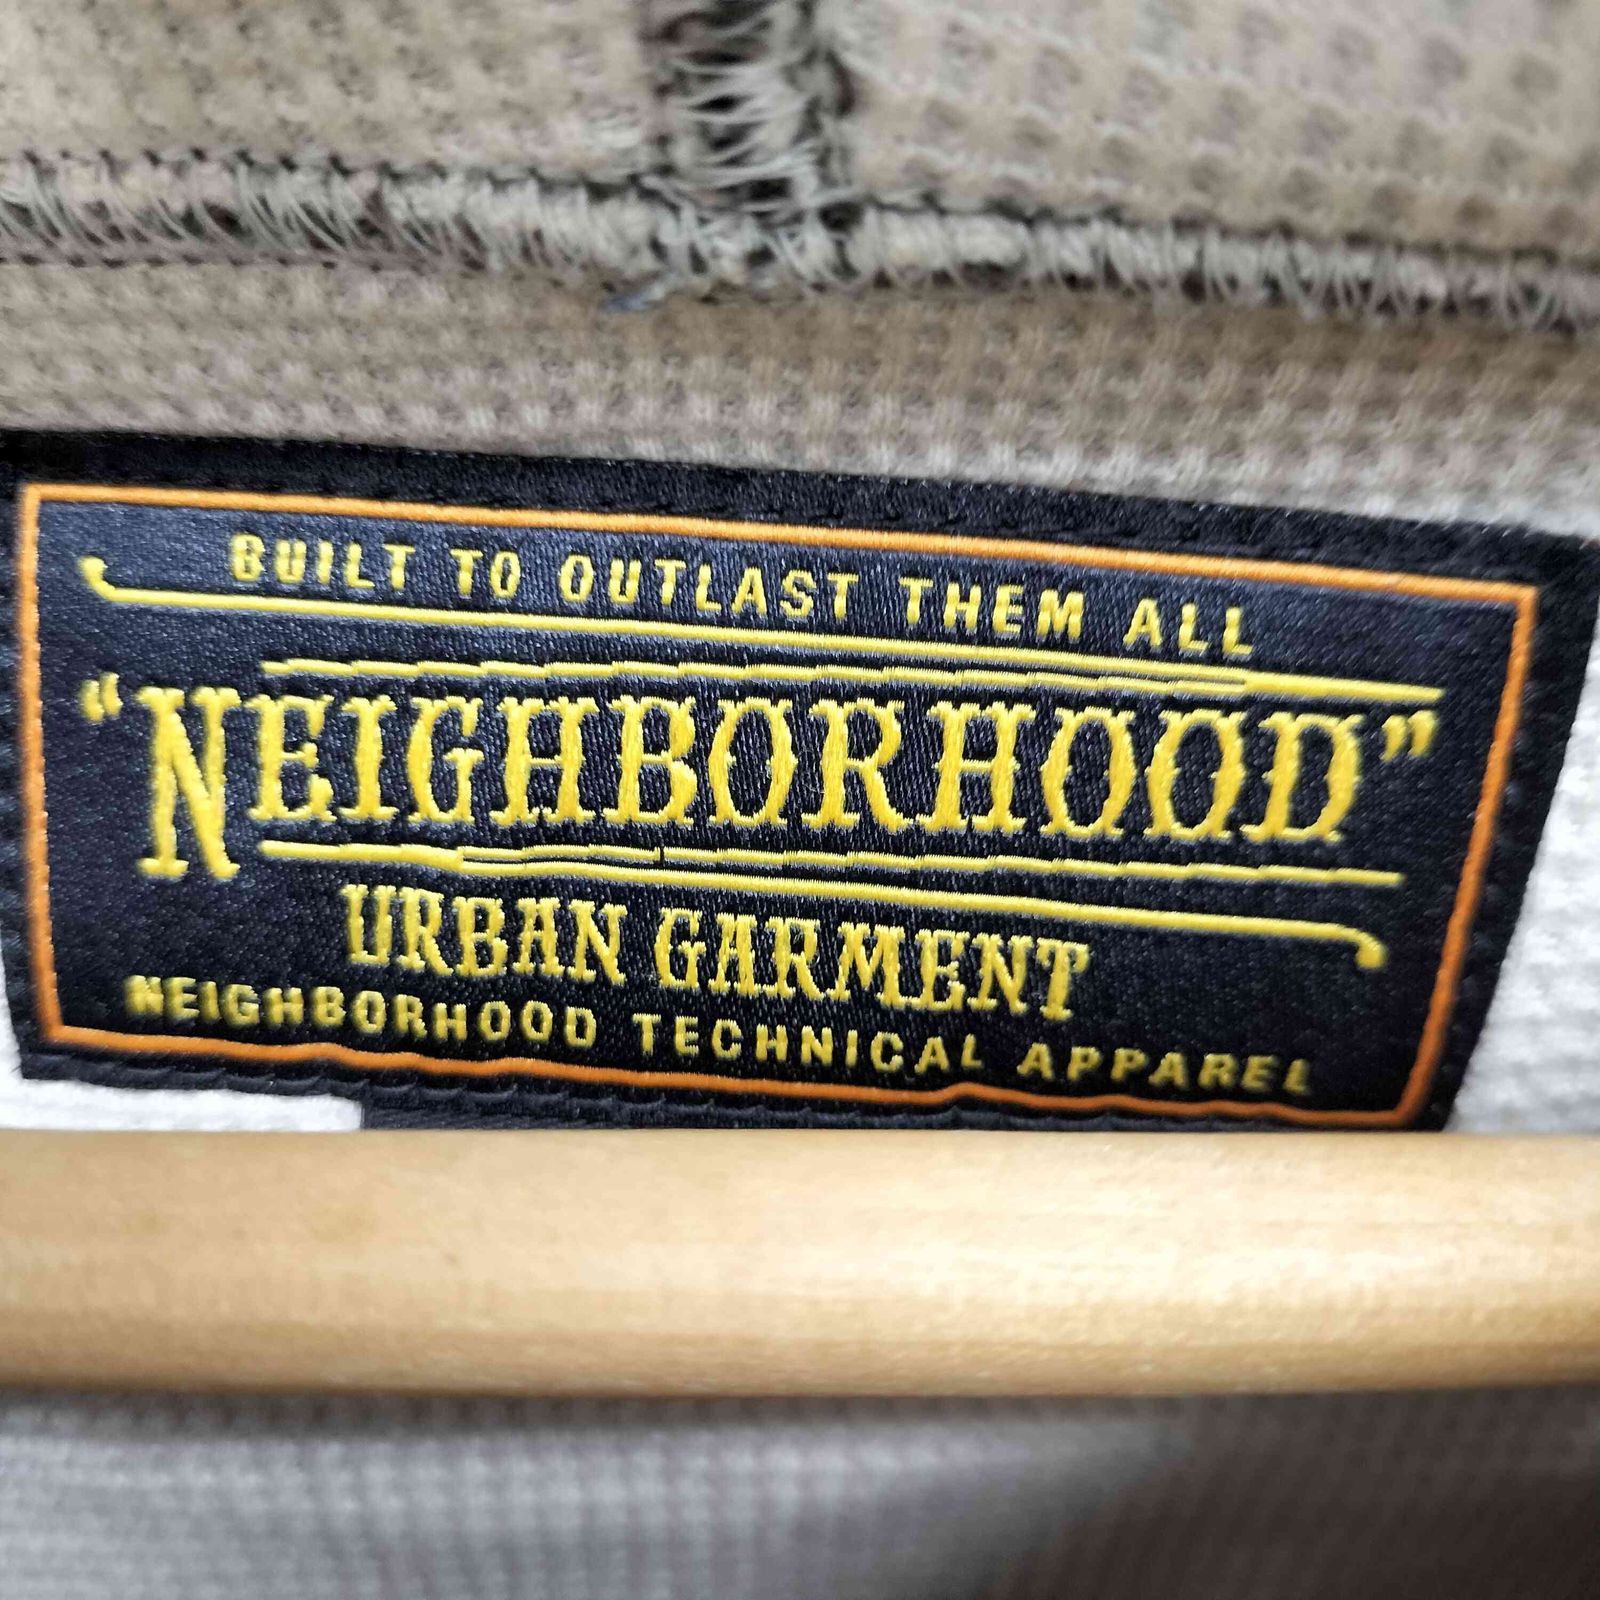 BUILT TO OUTLAST THEM ALL
"NEIGHBORHOOD"
URBAN GARMENT
NEIGHBORHOOD TECHNICAL APPAREL